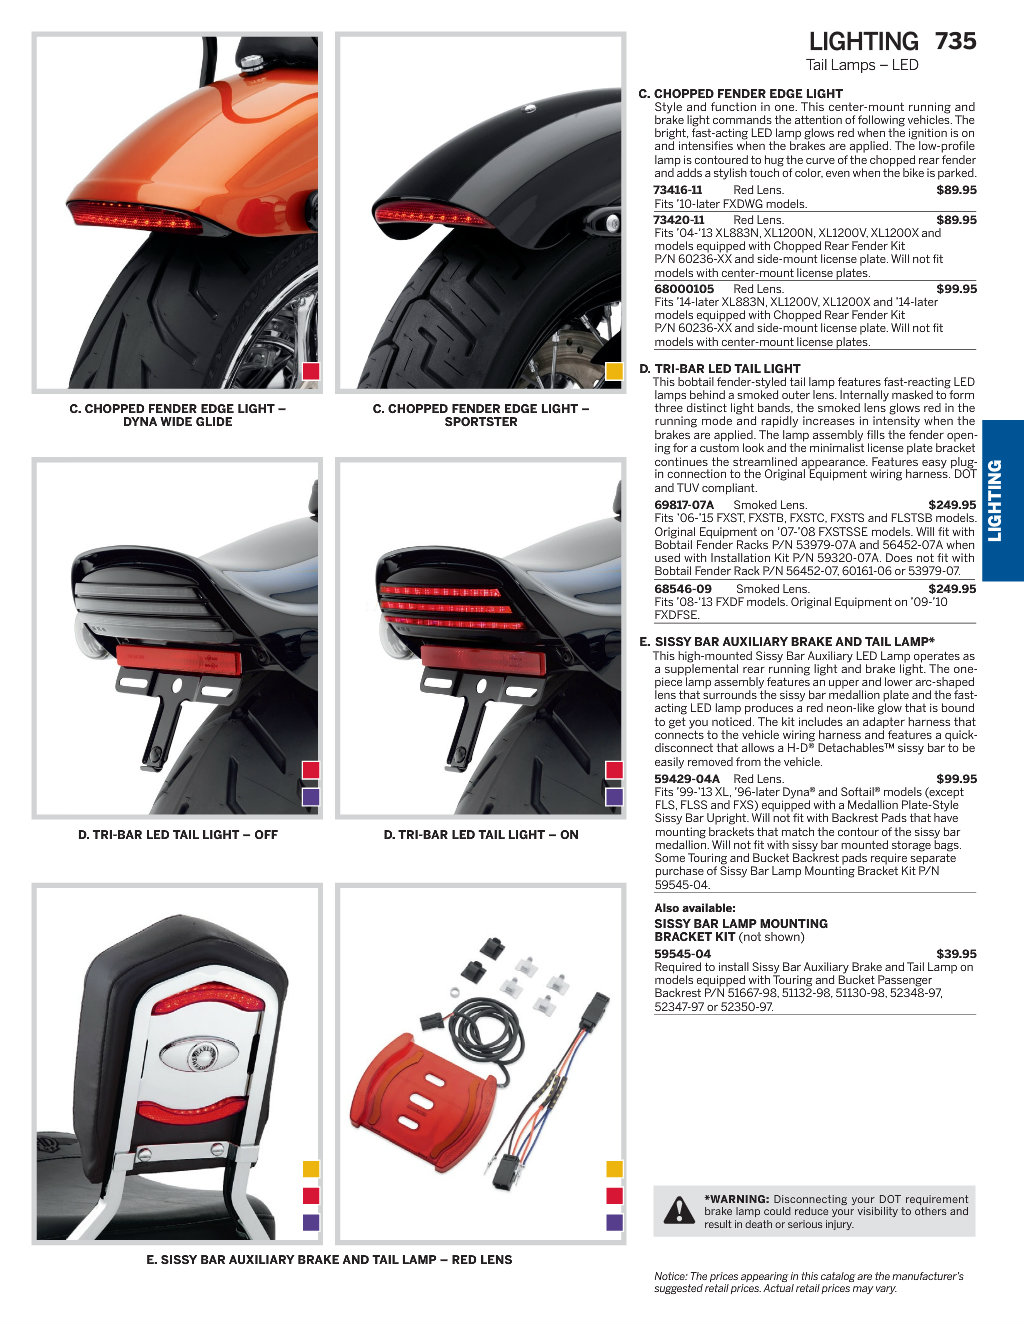 LIGHTING 735
Tail Lamps – LED
C. CHOPPED FENDER EDGE LIGHT –
DYNA WIDE GLIDE
C. CHOPPED FENDER EDGE LIGHT –
SPORTSTER
D. TRI-BAR LED TAIL LIGHT – OFF
D. TRI-BAR LED TAIL LIGHT – ON
E. SISSY BAR AUXILIARY BRAKE AND TAIL LAMP – RED LENS
C. CHOPPED FENDER EDGE LIGHT
Style and function in one. This center-mount running and
brake light commands the attention of following vehicles. The
bright, fast-acting LED lamp glows red when the ignition is on
and intensifies when the brakes are applied. The low-profile
lamp is contoured to hug the curve of the chopped rear fender
and adds a stylish touch of color, even when the bike is parked.
73416-11 Red Lens. $89.95
Fits '10-later FXDWG models.
73420-11 Red Lens. $89.95
Fits '04-'13 XL883N, XL1200N, XL1200V, XL1200X and
models equipped with Chopped Rear Fender Kit
P/N 60236-XX and side-mount license plate. Will not fit
models with center-mount license plates.
68000105 Red Lens. $99.95
Fits '14-later XL883N, XL1200V, XL1200X and '14-later
models equipped with Chopped Rear Fender Kit
P/N 60236-XX and side-mount license plate. Will not fit
models with center-mount license plates.
D. TRI-BAR LED TAIL LIGHT
This bobtail fender-styled tail lamp features fast-reacting LED
lamps behind a smoked outer lens. Internally masked to form
three distinct light bands, the smoked lens glows red in the
running mode and rapidly increases in intensity when the
brakes are applied. The lamp assembly fills the fender open-
ing for a custom look and the minimalist license plate bracket
continues the streamlined appearance. Features easy plug-
in connection to the Original Equipment wiring harness. DOT
and TUV compliant.
69817-07A Smoked Lens. $249.95
Fits '06-'15 FXST, FXSTB, FXSTC, FXSTS and FLSTSB models.
Original Equipment on '07-'08 FXSTSSE models. Will fit with
Bobtail Fender Racks P/N 53979-07A and 56452-07A when
used with Installation Kit P/N 59320-07A. Does not fit with
Bobtail Fender Rack P/N 56452-07, 60161-06 or 53979-07.
68546-09 Smoked Lens. $249.95
Fits '08-'13 FXDF models. Original Equipment on '09-'10
FXDFSE.
E. SISSY BAR AUXILIARY BRAKE AND TAIL LAMP*
This high-mounted Sissy Bar Auxiliary LED Lamp operates as
a supplemental rear running light and brake light. The one-
piece lamp assembly features an upper and lower arc-shaped
lens that surrounds the sissy bar medallion plate and the fast-
acting LED lamp produces a red neon-like glow that is bound
to get you noticed. The kit includes an adapter harness that
connects to the vehicle wiring harness and features a quick-
disconnect that allows a H-D® Detachables™ sissy bar to be
easily removed from the vehicle.
59429-04A Red Lens. $99.95
Fits '99-'13 XL, '96-later Dyna® and Softail® models (except
FLS, FLSS and FXS) equipped with a Medallion Plate-Style
Sissy Bar Upright. Will not fit with Backrest Pads that have
mounting brackets that match the contour of the sissy bar
medallion. Will not fit with sissy bar mounted storage bags.
Some Touring and Bucket Backrest pads require separate
purchase of Sissy Bar Lamp Mounting Bracket Kit P/N
59545-04.
Also available:
SISSY BAR LAMP MOUNTING
BRACKET KIT (not shown)
59545-04 $39.95
Required to install Sissy Bar Auxiliary Brake and Tail Lamp on
models equipped with Touring and Bucket Passenger
Backrest P/N 51667-98, 51132-98, 51130-98, 52348-97,
52347-97 or 52350-97.
LIGHTING
*WARNING: Disconnecting your DOT requirement
brake lamp could reduce your visibility to others and
result in death or serious injury.
Notice: The prices appearing in this catalog are the manufacturer's
suggested retail prices. Actual retail prices may vary.